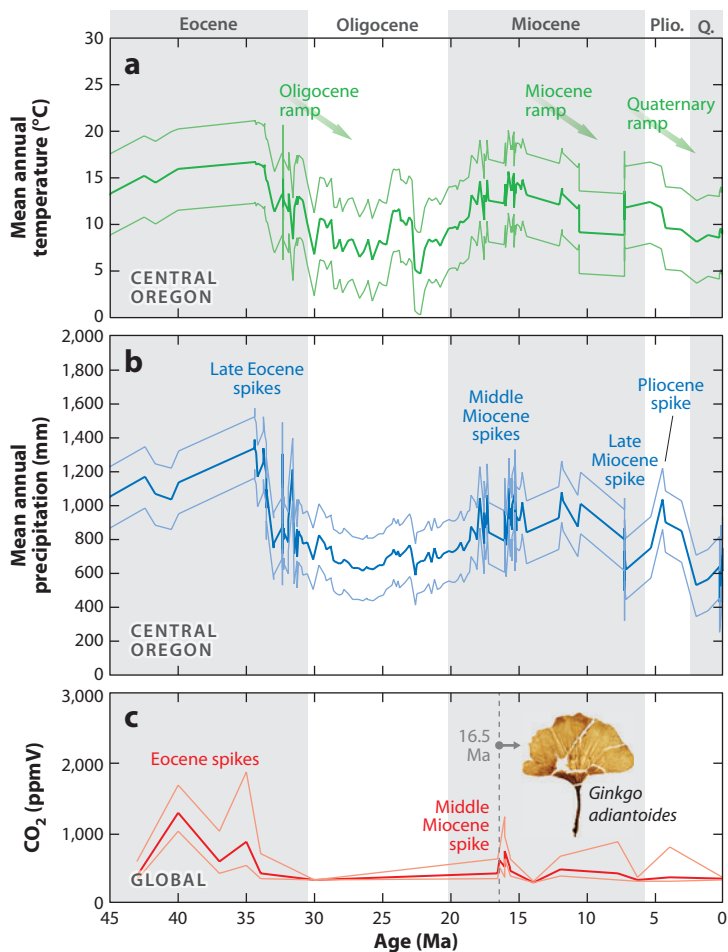 Eocene Oligocene Miocene Plio. Q.
a
30
25
20
15
10
5
0
Mean annual
temperature (°C)
Oligocene
ramp
Miocene
ramp
Quaternary
ramp
CENTRAL
OREGON
b
2,000
1,800
1,600
1,400
1,200
1,000
800
600
400
200
0
Mean annual
precipitation (mm)
Late Eocene
spikes
Middle
Miocene
spikes
Late
Miocene
spike
Pliocene
spike
CENTRAL
OREGON
c
3,000
2,000
1,000
0
CO₂ (ppmV)
Eocene spikes
Middle
Miocene
spike
16.5
Ma
Ginkgo
adiantoides
GLOBAL
45 40 35 30 25 20 15 10 5 0
Age (Ma)